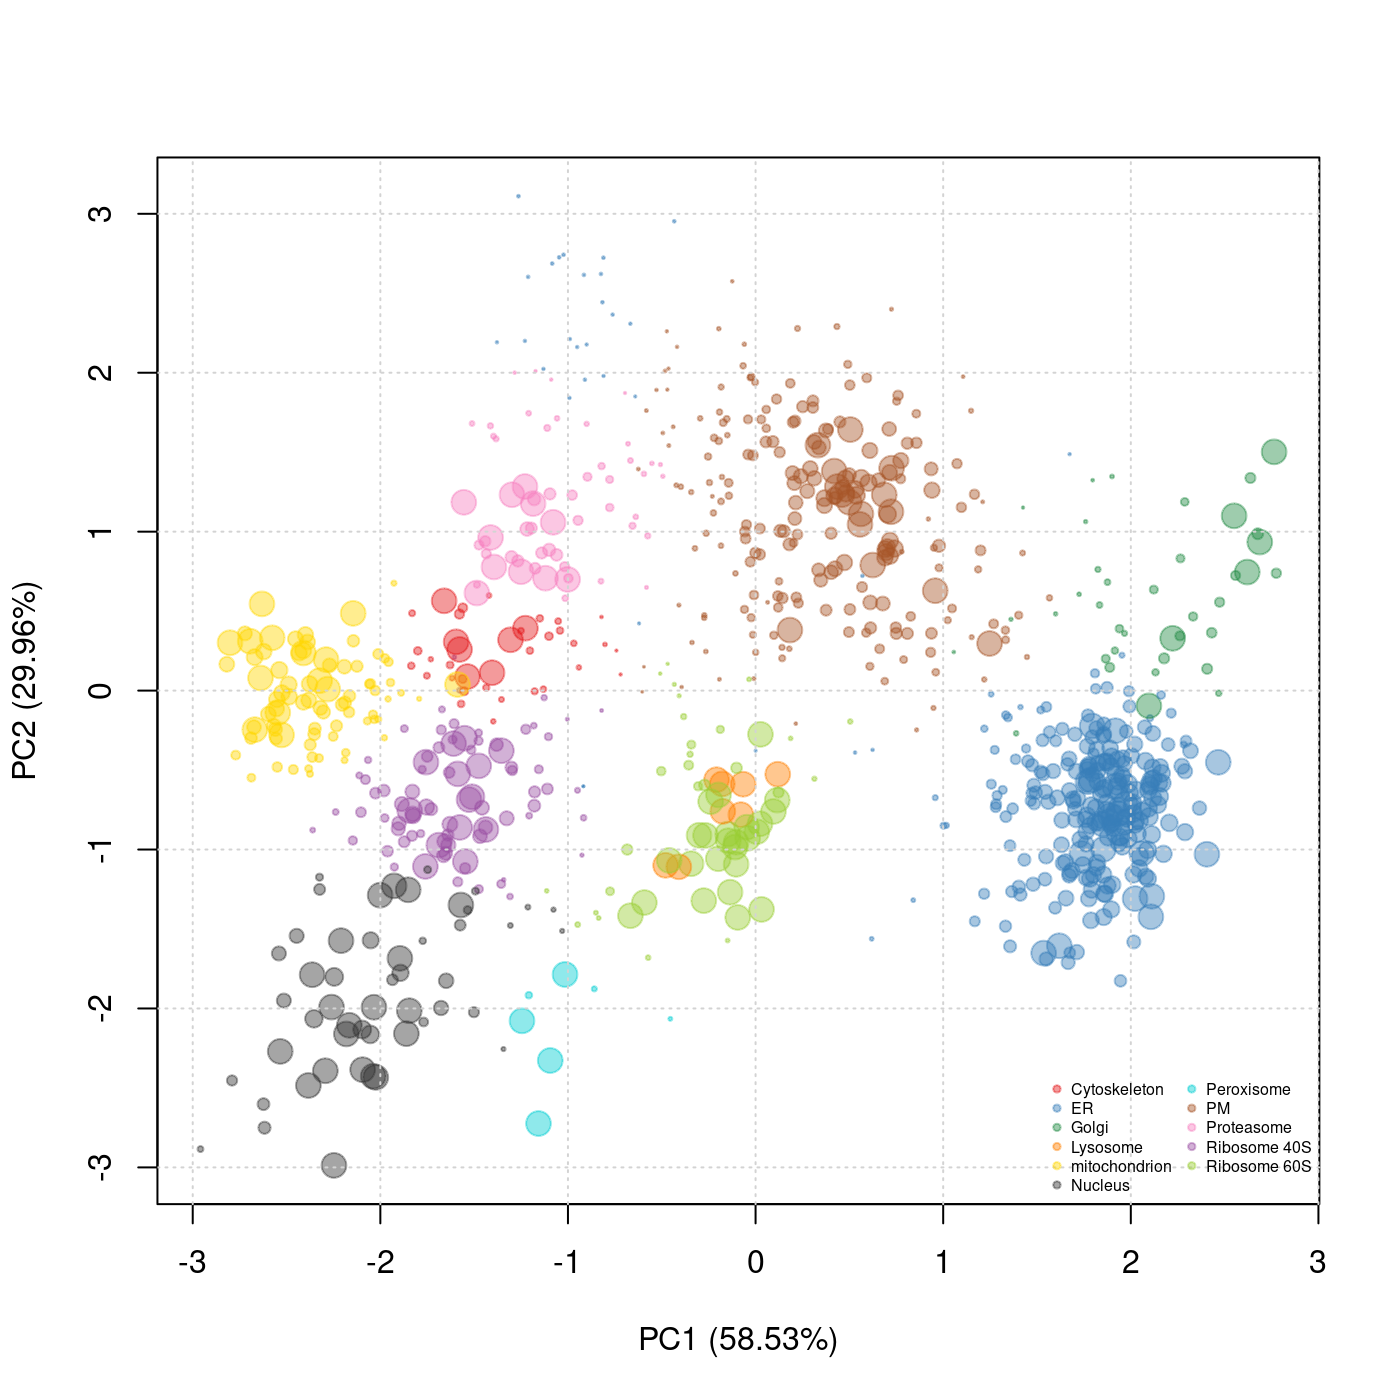 3
2
1
0
-1
-2
-3
PC2 (29.96%)
Cytoskeleton
ER
Golgi
Lysosome
mitochondrion
Nucleus
Peroxisome
PM
Proteasome
Ribosome 40S
Ribosome 60S
-3 -2 -1 0 1 2 3
PC1 (58.53%)